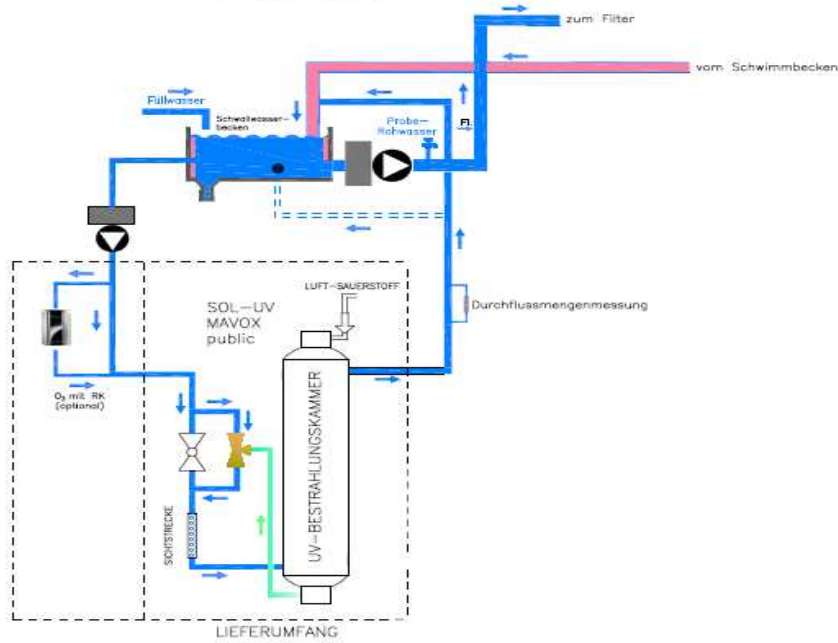 zum Filter
vom Schwimmbecken
Füllwasser
Schwallwasser-
becken
Probe-
Rohwasser
Fl.
LUFT-SAUERSTOFF
SOL-UV
MAVOX
public
Durchflussmengenmessung
O₃ mit RK
(optional)
UV-BESTRAHLUNGSKAMMER
SICHTSTRECKE
LIEFERUMFANG